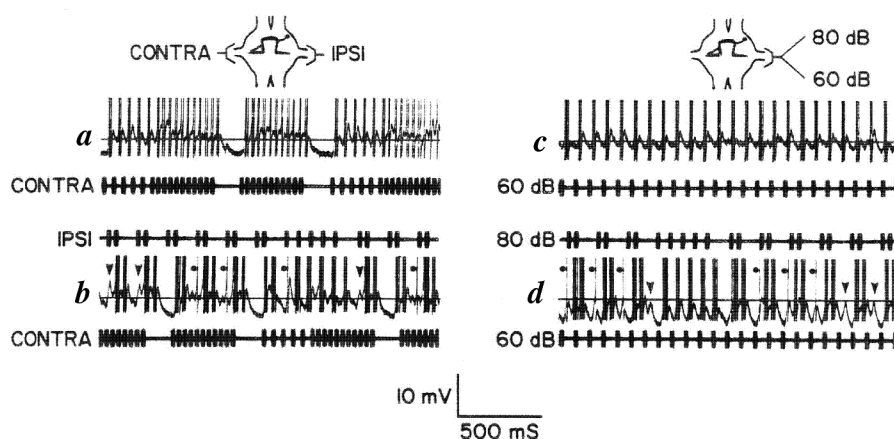 CONTRA IPSI
80 dB
60 dB
a
CONTRA
IPSI
b
CONTRA
c
60 dB
80 dB
d
60 dB
10 mV
500 mS